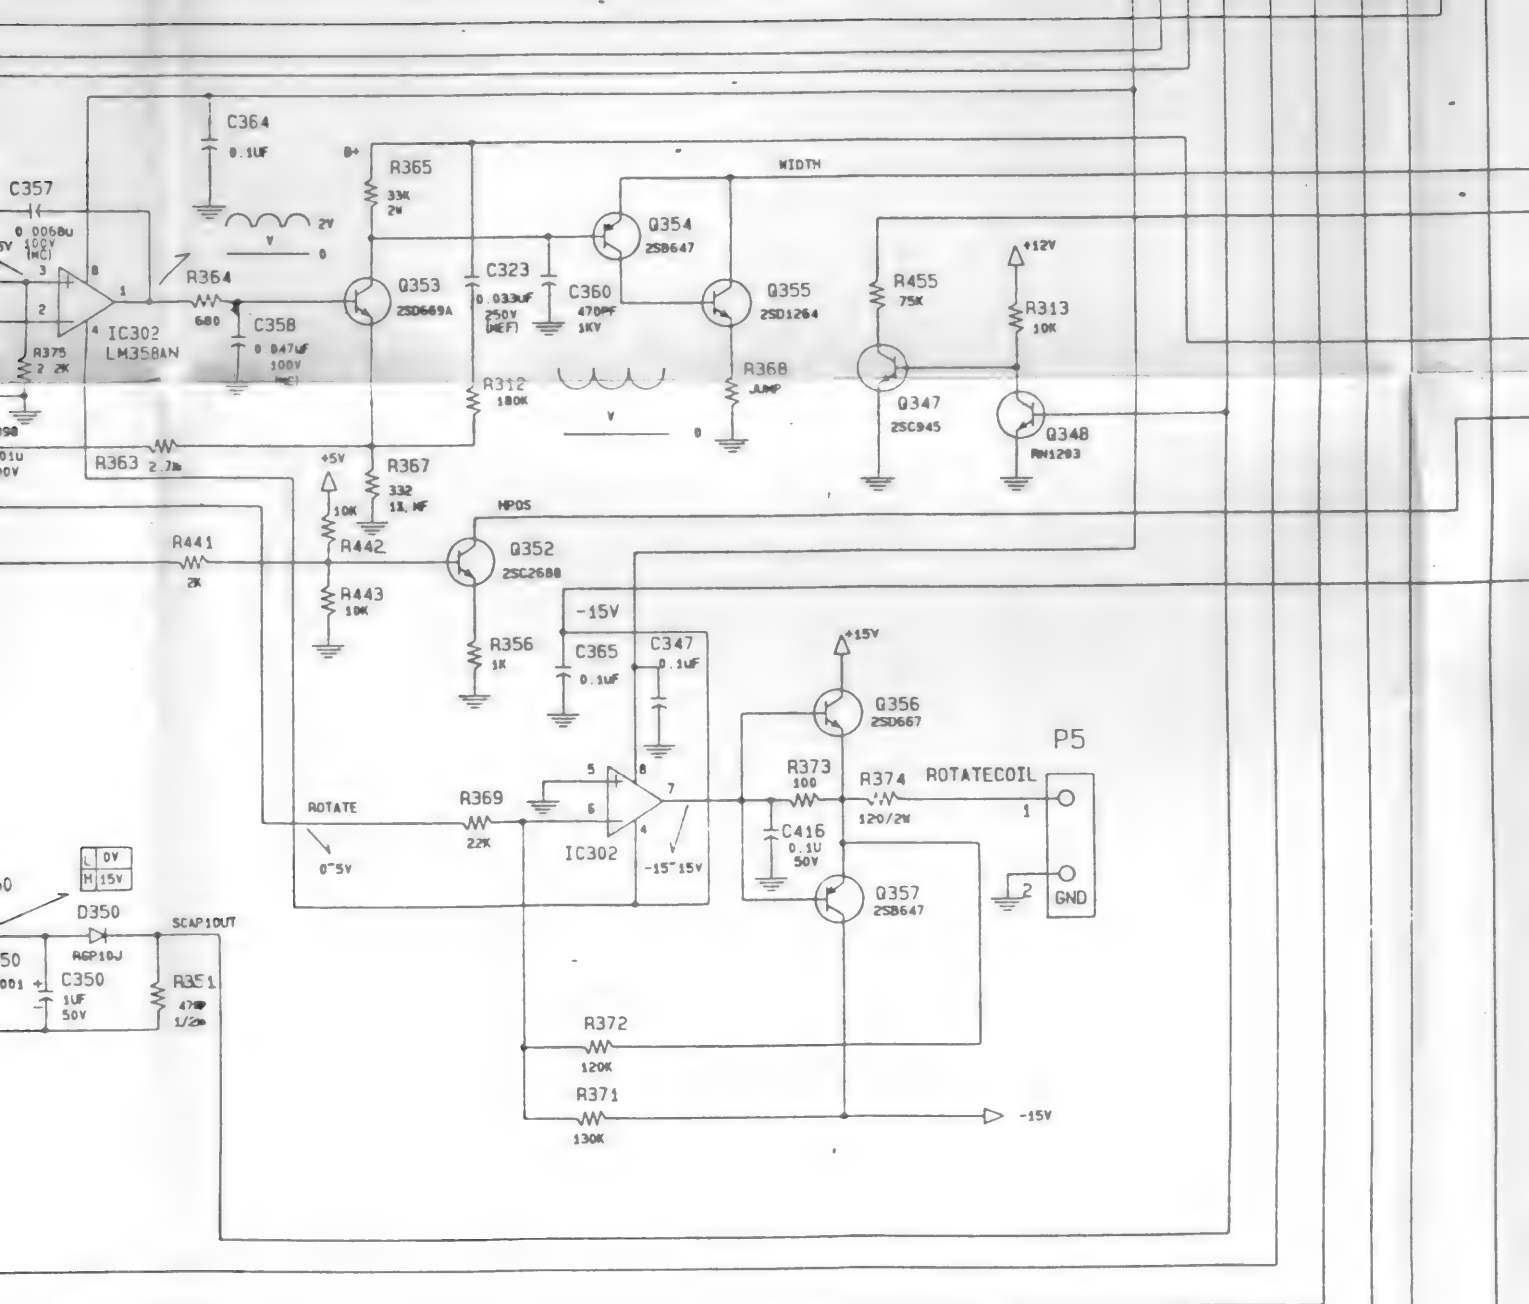 C364
0.1UF
B+
R365
33K
2W
WIDTH
C357
0.0068u
100V
(MC)
2V
V
0
Q354
2SB647
+12V
3
8
1
2
4
R364
680
Q353
2SD669A
C323
0.033UF
250V
(MEF)
C360
470PF
1KV
Q355
2SD1264
R455
75K
R313
10K
IC302
LM358AN
C358
0.047uF
100V
(MC)
R375
2 2K
R312
180K
R368
JUMP
V
0
Q347
2SC945
Q348
RN1203
R363
+5V
R367
332
1%, MF
10K
R442
HPOS
R441
2K
Q352
2SC2688
R443
10K
-15V
R356
1K
C365
0.1uF
C347
0.1uF
+15V
Q356
2SD667
P5
5
8
7
6
4
R373
100
R374
120/2W
ROTATECOIL
1
ROTATE
R369
22K
IC302
0~5V
-15~15V
C416
0.1U
50V
Q357
2SB647
2
GND
L 0V
H 15V
D350
RGP10J
SCAP1OUT
C350
1UF
50V
+
-
R351
R372
120K
R371
130K
-15V